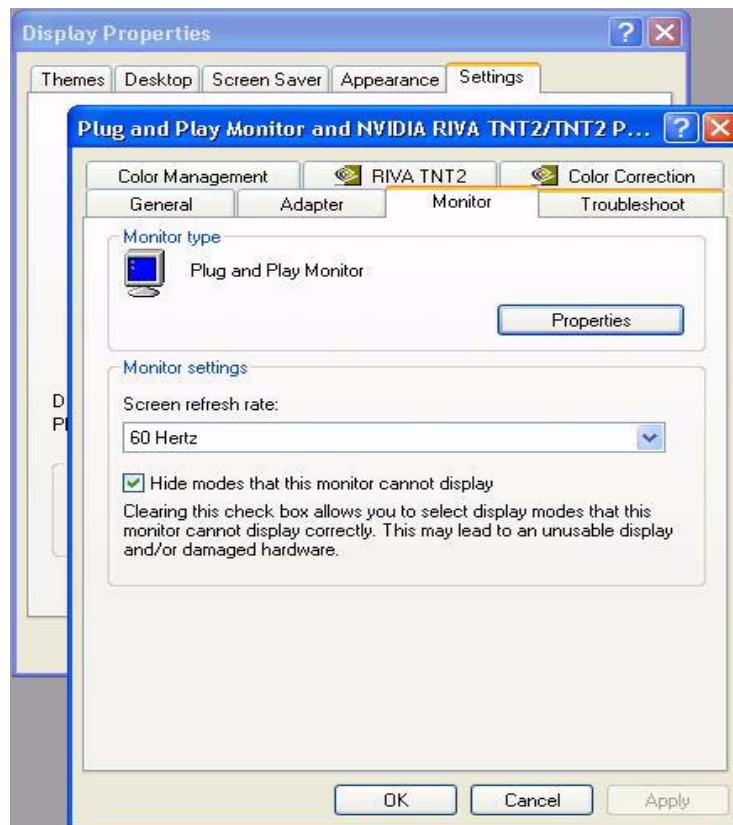 Display Properties
Themes Desktop Screen Saver Appearance Settings
Plug and Play Monitor and NVIDIA RIVA TNT2/TNT2 P...
Color Management RIVA TNT2 Color Correction
General Adapter Monitor Troubleshoot
Monitor type
Plug and Play Monitor
Properties
Monitor settings
D
Screen refresh rate:
Pl
60 Hertz
Hide modes that this monitor cannot display
Clearing this check box allows you to select display modes that this
monitor cannot display correctly. This may lead to an unusable display
and/or damaged hardware.
OK Cancel Apply